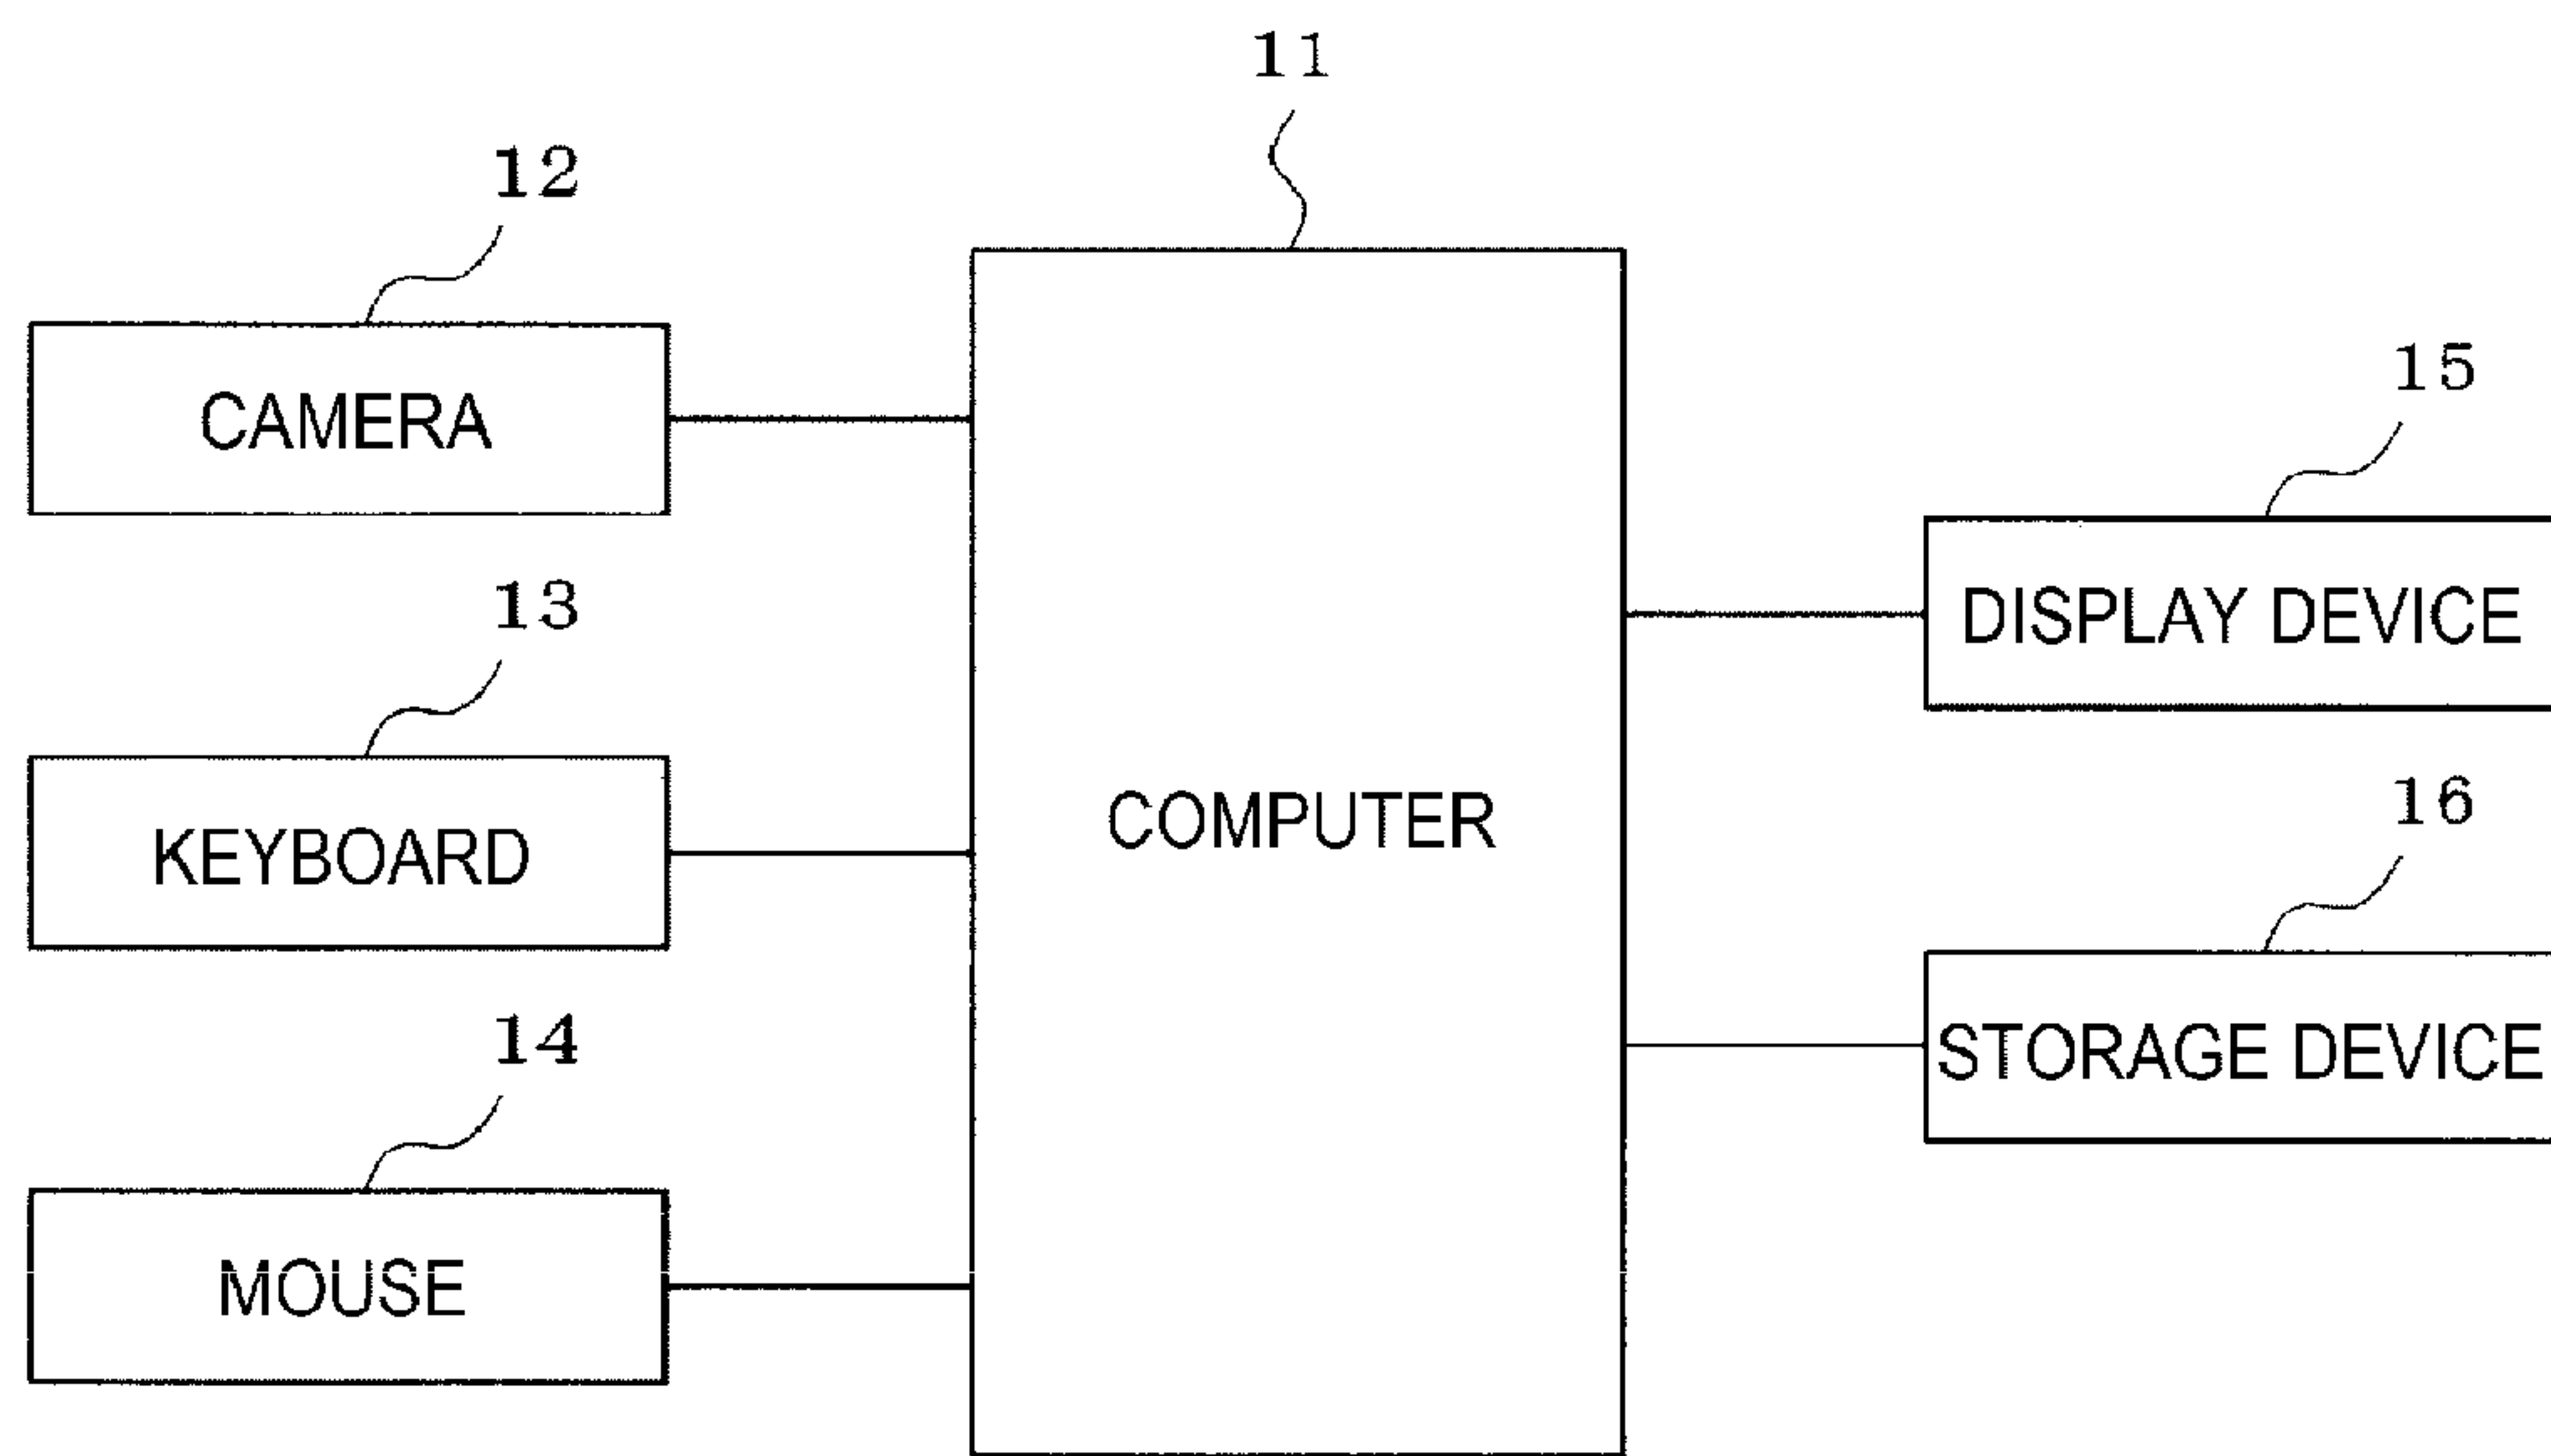 11
12
CAMERA
15
DISPLAY DEVICE
13
KEYBOARD
COMPUTER
16
STORAGE DEVICE
14
MOUSE